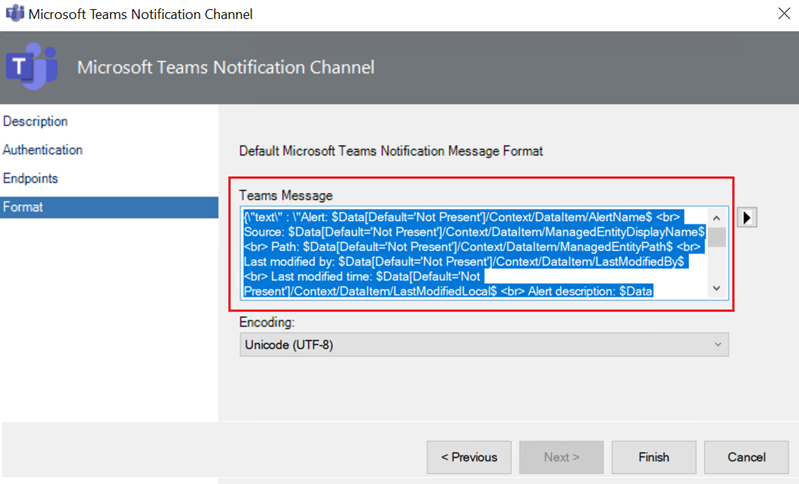 Microsoft Teams Notification Channel
T
Microsoft Teams Notification Channel
Description
Authentication
Endpoints
Format
Default Microsoft Teams Notification Message Format
Teams Message
{\"text\" : \"Alert: $Data[Default='Not Present']/Context/DataItem/AlertName$ <br>
Source: $Data[Default='Not Present']/Context/DataItem/ManagedEntityDisplayName$
<br> Path: $Data[Default='Not Present']/Context/DataItem/ManagedEntityPath$ <br>
Last modified by: $Data[Default='Not Present']/Context/DataItem/LastModifiedBy$
<br> Last modified time: $Data[Default='Not
Present']/Context/DataItem/LastModifiedLocal$ <br> Alert description: $Data
Encoding:
Unicode (UTF-8)
< Previous
Next >
Finish
Cancel